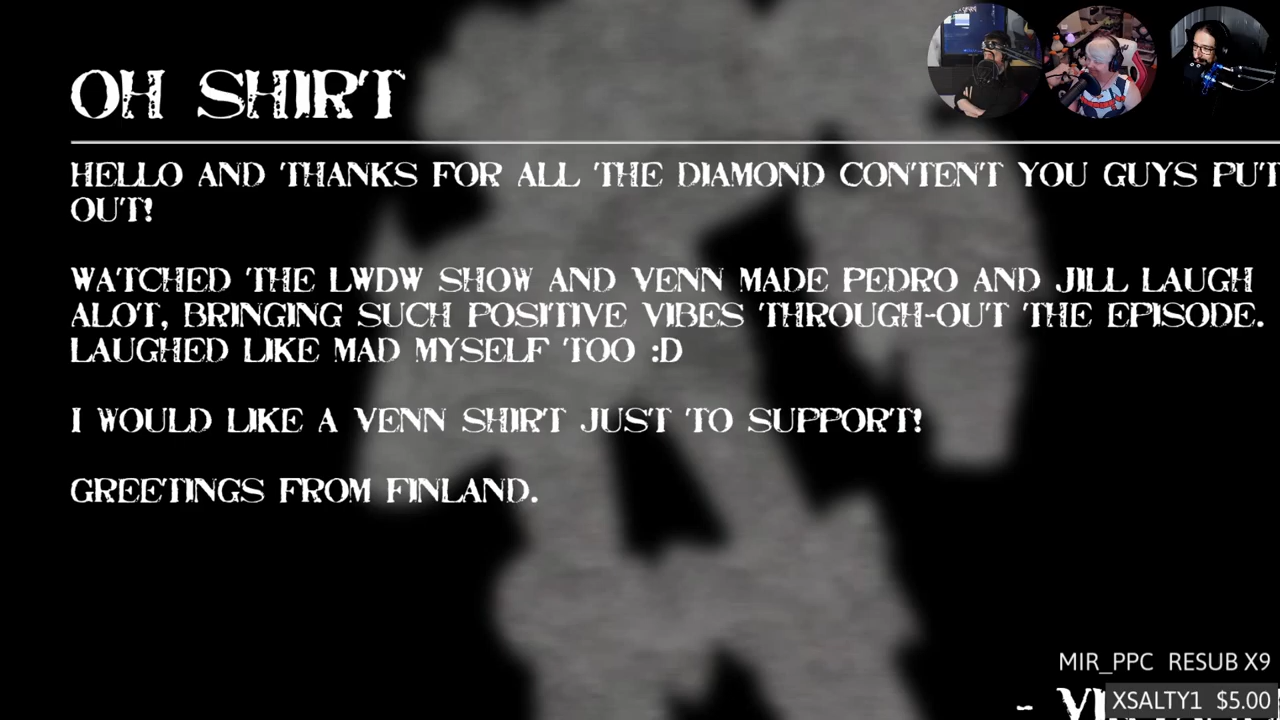 OH SHIRT
HELLO AND THANKS FOR ALL THE DIAMOND CONTENT YOU GUYS PUT
OUT!
WATCHED THE LWDW SHOW AND VENN MADE PEDRO AND JILL LAUGH
ALOT, BRINGING SUCH POSITIVE VIBES THROUGH-OUT THE EPISODE.
LAUGHED LIKE MAD MYSELF TOO :D
I WOULD LIKE A VENN SHIRT JUST TO SUPPORT!
GREETINGS FROM FINLAND.
MIR_PPC RESUB X9
XSALTY1 $5.00